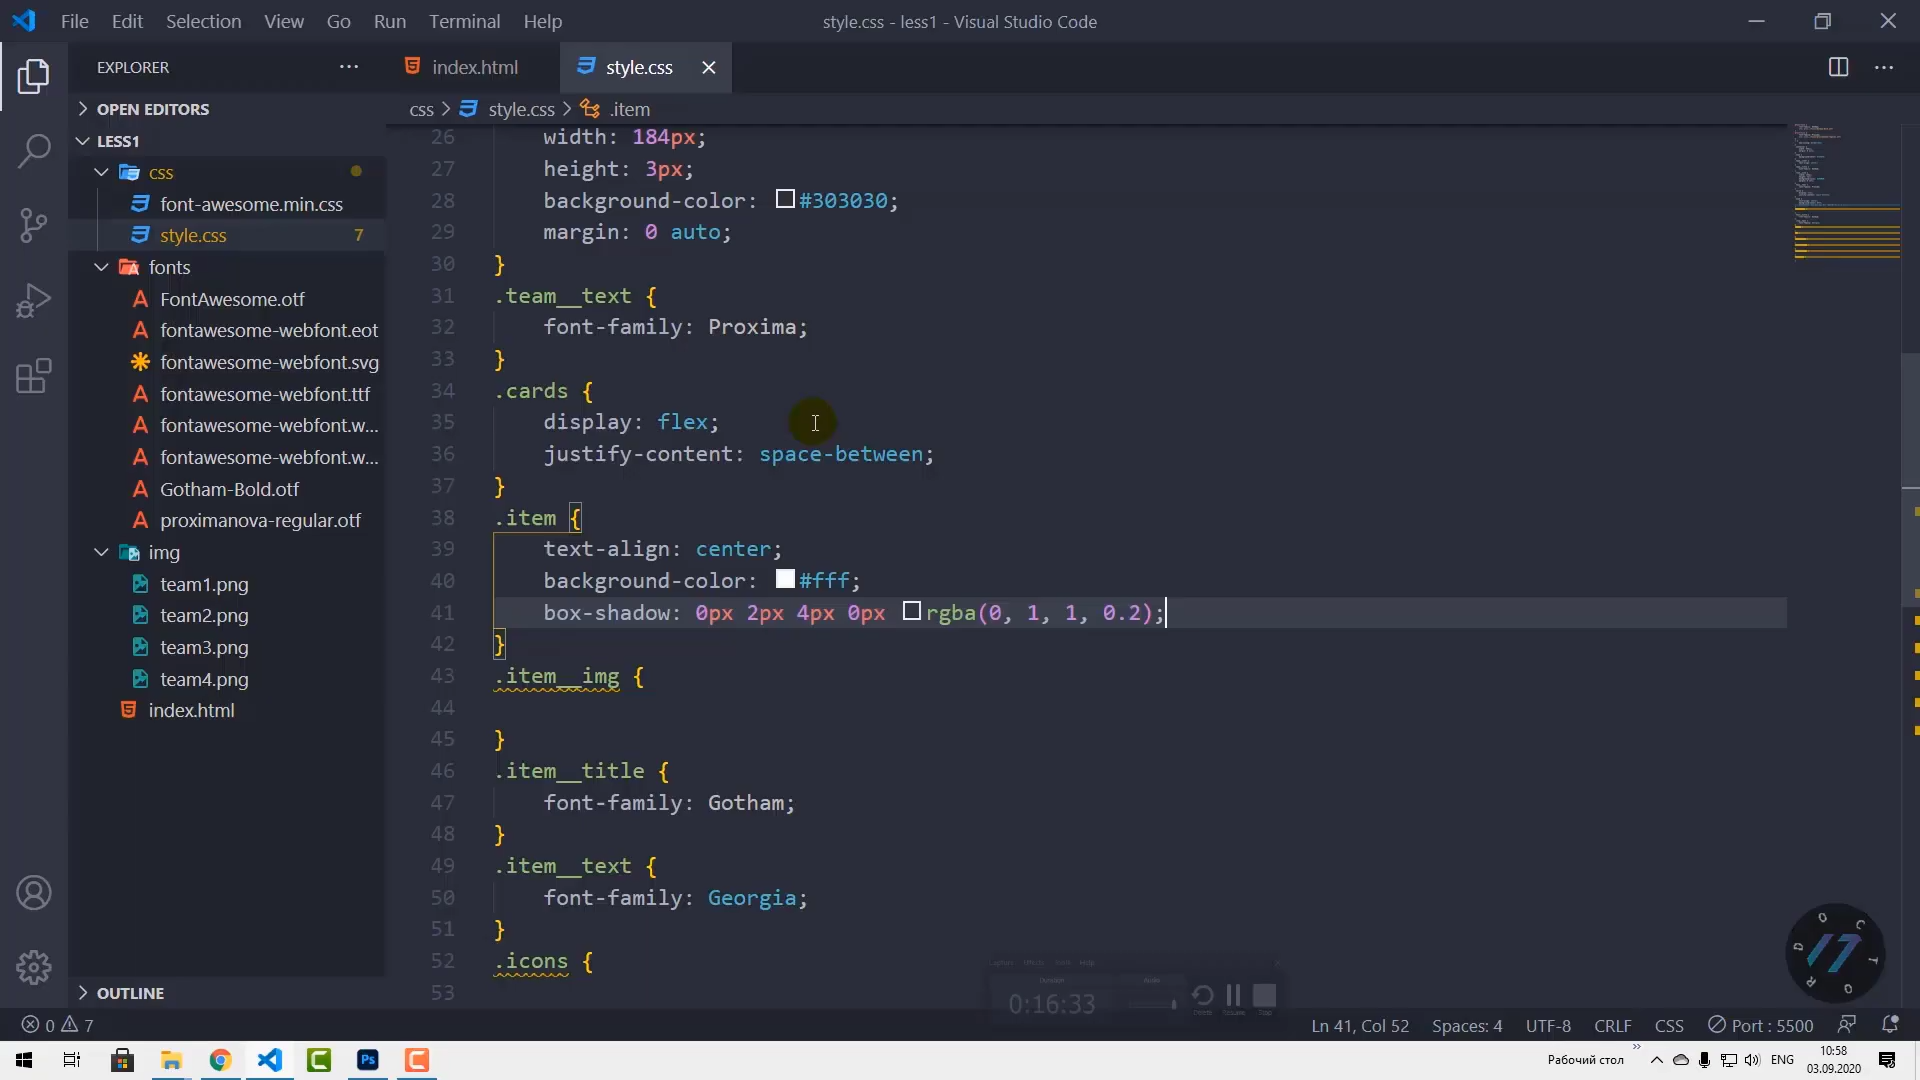 File Edit Selection View Go Run Terminal Help
style.css - less1 - Visual Studio Code
EXPLORER
OPEN EDITORS
LESS1
css
font-awesome.min.css
style.css 7
fonts
FontAwesome.otf
fontawesome-webfont.eot
fontawesome-webfont.svg
fontawesome-webfont.ttf
fontawesome-webfont.w...
fontawesome-webfont.w...
Gotham-Bold.otf
proximanova-regular.otf
img
team1.png
team2.png
team3.png
team4.png
index.html
OUTLINE
index.html style.css
css > style.css > .item
26 width: 184px;
27 height: 3px;
28 background-color: #303030;
29 margin: 0 auto;
30 }
31 .team__text {
32 font-family: Proxima;
33 }
34 .cards {
35 display: flex;
36 justify-content: space-between;
37 }
38 .item {
39 text-align: center;
40 background-color: #fff;
41 box-shadow: 0px 2px 4px 0px rgba(0, 1, 1, 0.2);
42 }
43 .item__img {
44
45 }
46 .item__title {
47 font-family: Gotham;
48 }
49 .item__text {
50 font-family: Georgia;
51 }
52 .icons {
53
0:16:33
0 7
Ln 41, Col 52 Spaces: 4 UTF-8 CRLF CSS Port : 5500
Ps
Рабочий стол
ENG
10:58
03.09.2020